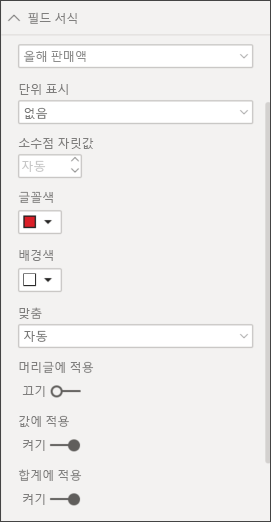 필드 서식
올해 판매액
단위 표시
없음
소수점 자릿값
자동
글꼴색
배경색
맞춤
자동
머리글에 적용
끄기
값에 적용
켜기
합계에 적용
켜기